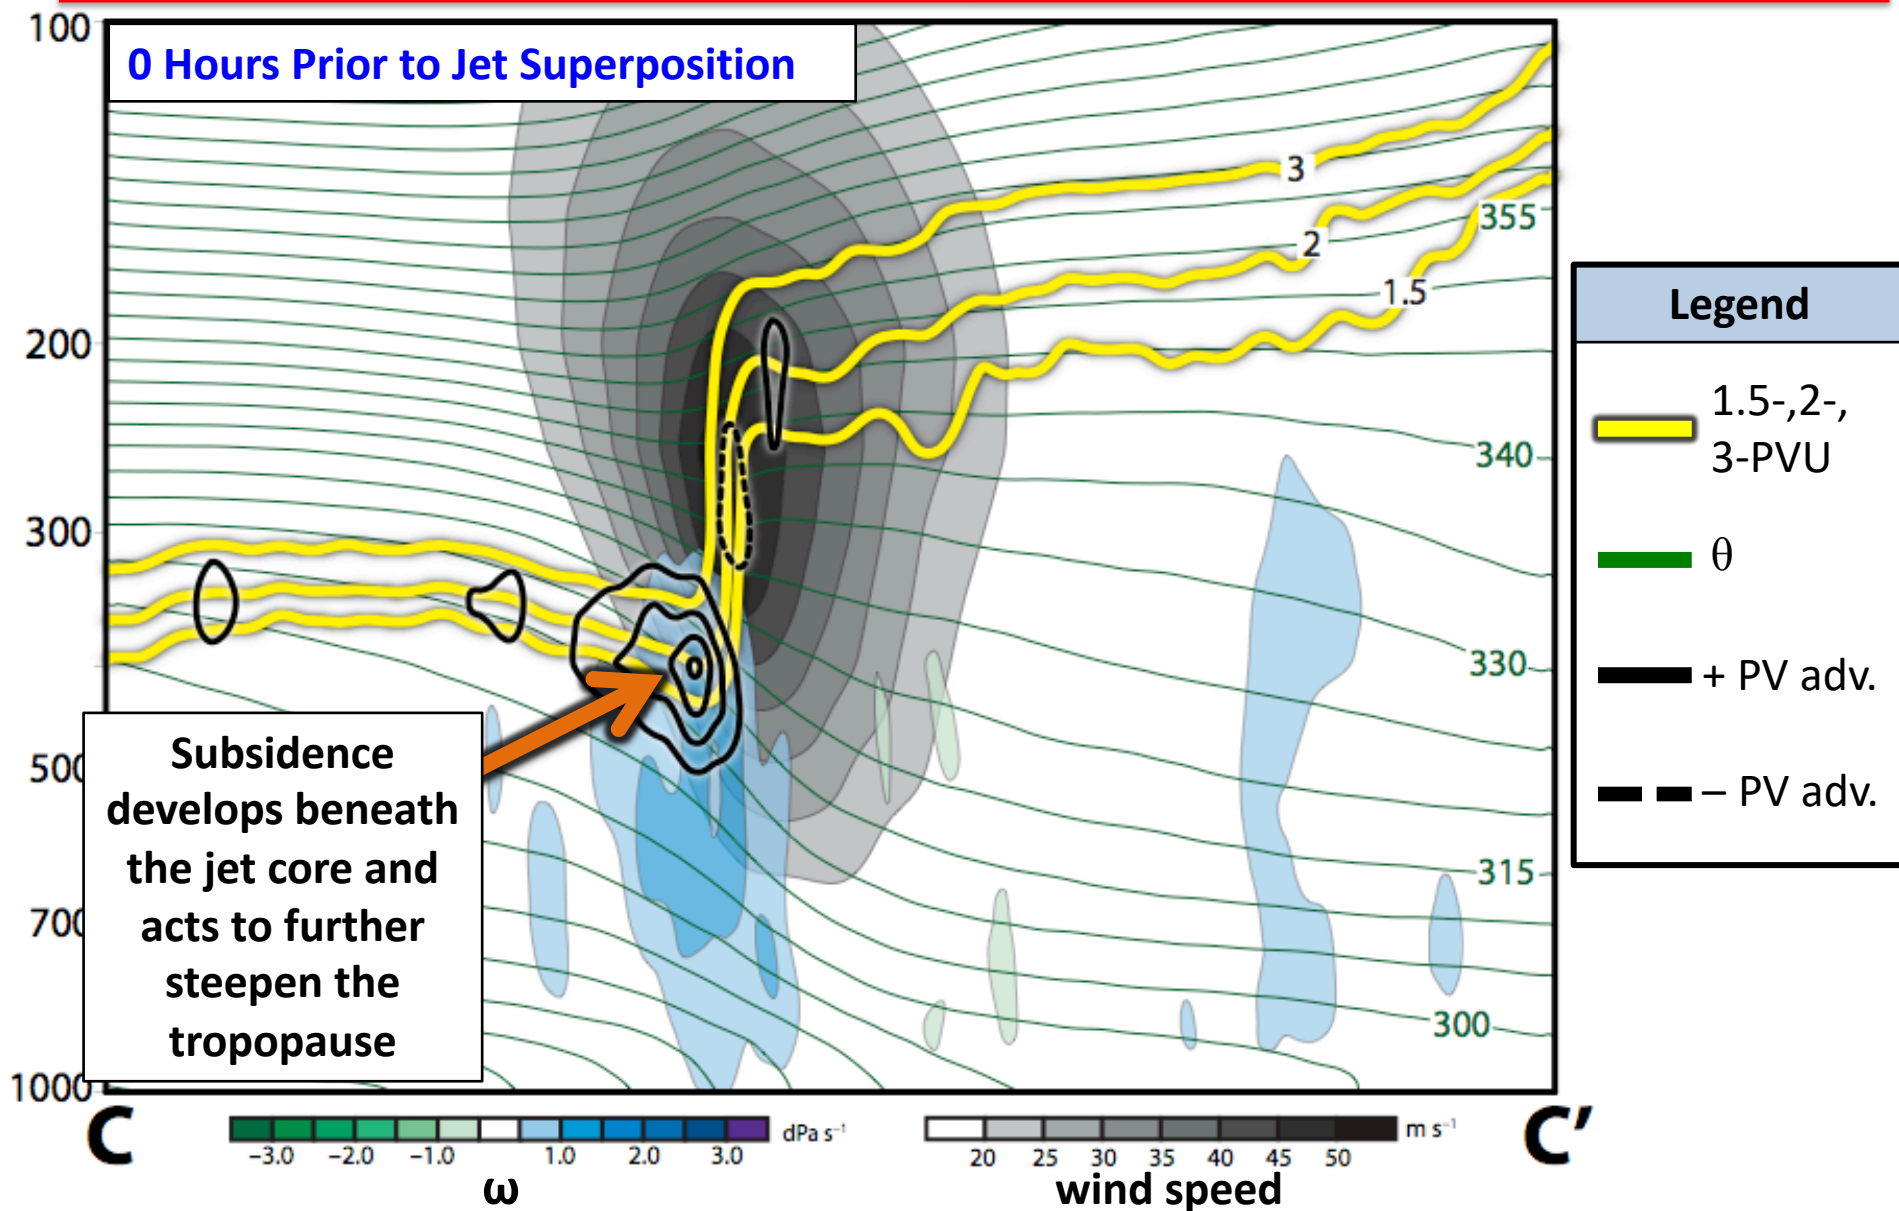 100
0 Hours Prior to Jet Superposition
3
355
2
1.5
200
340
300
330
500
315
700
300
1000
Subsidence
develops beneath
the jet core and
acts to further
steepen the
tropopause
Legend
1.5-,2-,
3-PVU
θ
+ PV adv.
– PV adv.
C
C'
dPa s⁻¹
-3.0 -2.0 -1.0 1.0 2.0 3.0
ω
m s⁻¹
20 25 30 35 40 45 50
wind speed